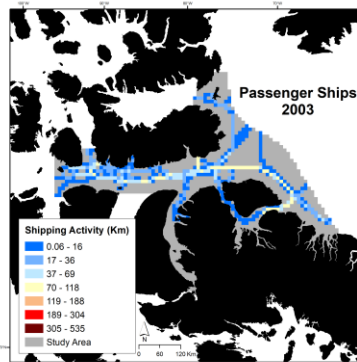 Passenger Ships
2003
Shipping Activity (Km)
0.06 - 16
17 - 36
37 - 69
70 - 118
119 - 188
189 - 304
305 - 535
Study Area
N
0 30 60 120 Km